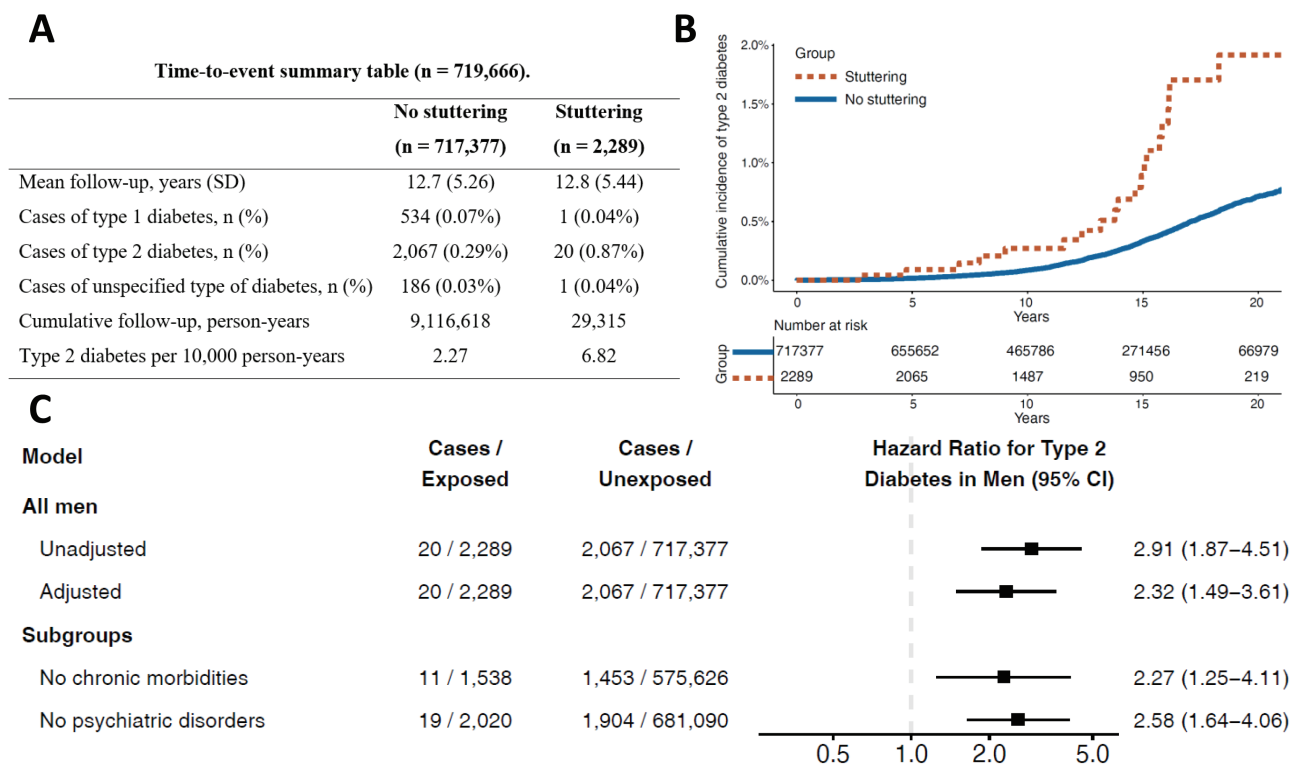 A
Time-to-event summary table (n = 719,666).
No stuttering Stuttering
(n = 717,377) (n = 2,289)
Mean follow-up, years (SD) 12.7 (5.26) 12.8 (5.44)
Cases of type 1 diabetes, n (%) 534 (0.07%) 1 (0.04%)
Cases of type 2 diabetes, n (%) 2,067 (0.29%) 20 (0.87%)
Cases of unspecified type of diabetes, n (%) 186 (0.03%) 1 (0.04%)
Cumulative follow-up, person-years 9,116,618 29,315
Type 2 diabetes per 10,000 person-years 2.27 6.82
B
Cumulative incidence of type 2 diabetes
2.0%
1.5%
1.0%
0.5%
0.0%
Group
Stuttering
No stuttering
0 5 10 15 20
Years
Number at risk
Group
717377 655652 465786 271456 66979
2289 2065 1487 950 219
0 5 10 15 20
Years
C
Model Cases / Exposed Cases / Unexposed Hazard Ratio for Type 2 Diabetes in Men (95% CI)
All men
Unadjusted 20 / 2,289 2,067 / 717,377 2.91 (1.87–4.51)
Adjusted 20 / 2,289 2,067 / 717,377 2.32 (1.49–3.61)
Subgroups
No chronic morbidities 11 / 1,538 1,453 / 575,626 2.27 (1.25–4.11)
No psychiatric disorders 19 / 2,020 1,904 / 681,090 2.58 (1.64–4.06)
0.5 1.0 2.0 5.0